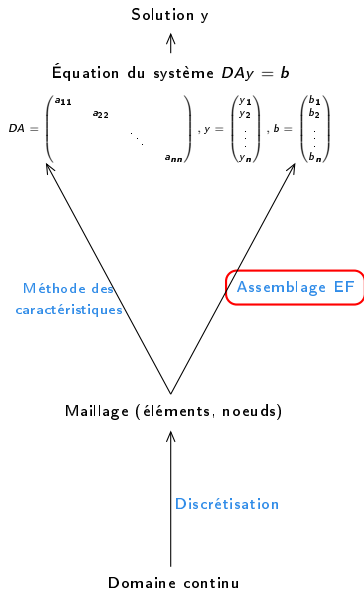 Solution y
Équation du système DAy = b
DA = ( a11 a22 ⋱ ann ) , y = ( y1 y2 ⋮ yn ) , b = ( b1 b2 ⋮ bn )
Méthode des
caractéristiques
Assemblage EF
Maillage (éléments, noeuds)
Discrétisation
Domaine continu